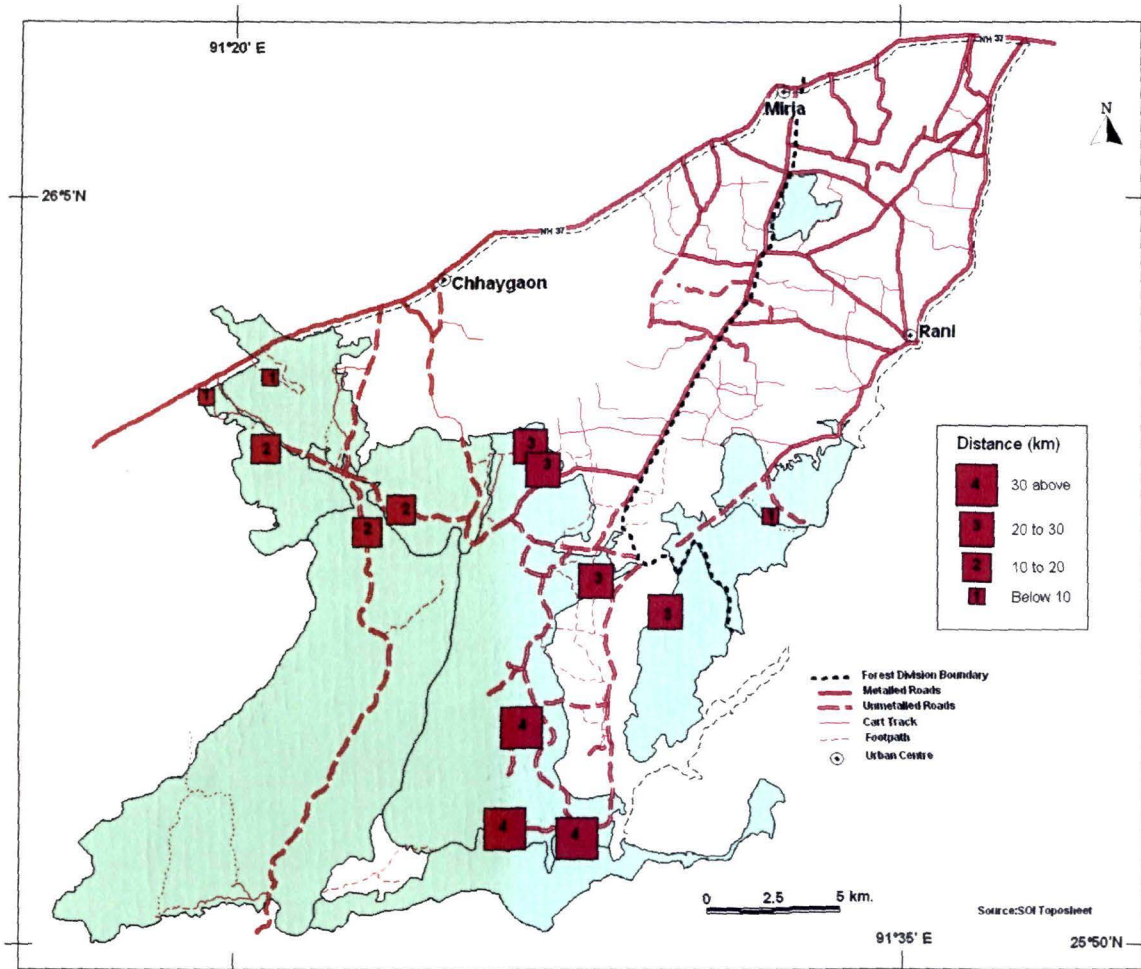 91°20' E
NH 37
Mirja
N
26°5'N
NH 37
Chhaygaon
Rani
1
1
2
3
3
2
2
1
3
3
4
4
4
Distance (km)
4 30 above
3 20 to 30
2 10 to 20
1 Below 10
Forest Division Boundary
Metalled Roads
Unmetalled Roads
Cart Track
Footpath
Urban Centre
0 2.5 5 km.
Source:SOI Toposheet
91°35' E
25°50'N